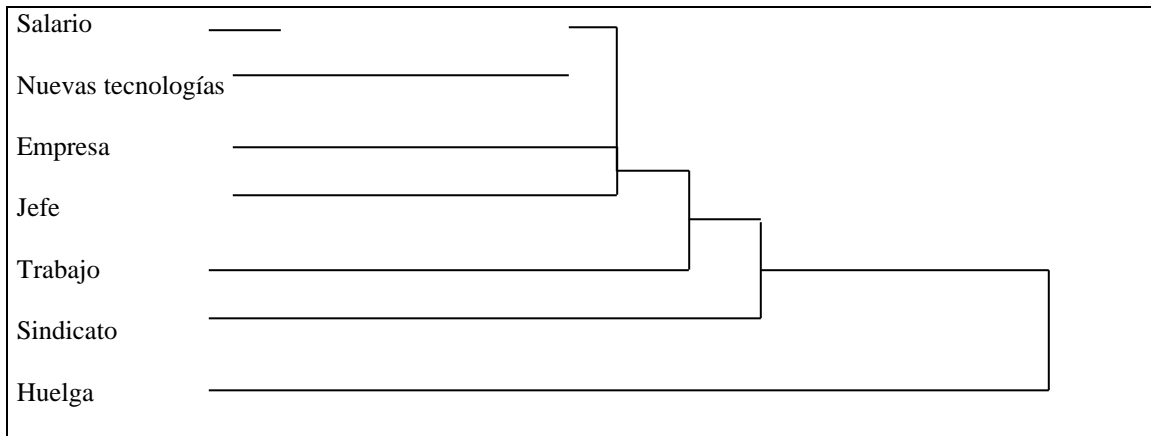 Salario
Nuevas tecnologías
Empresa
Jefe
Trabajo
Sindicato
Huelga